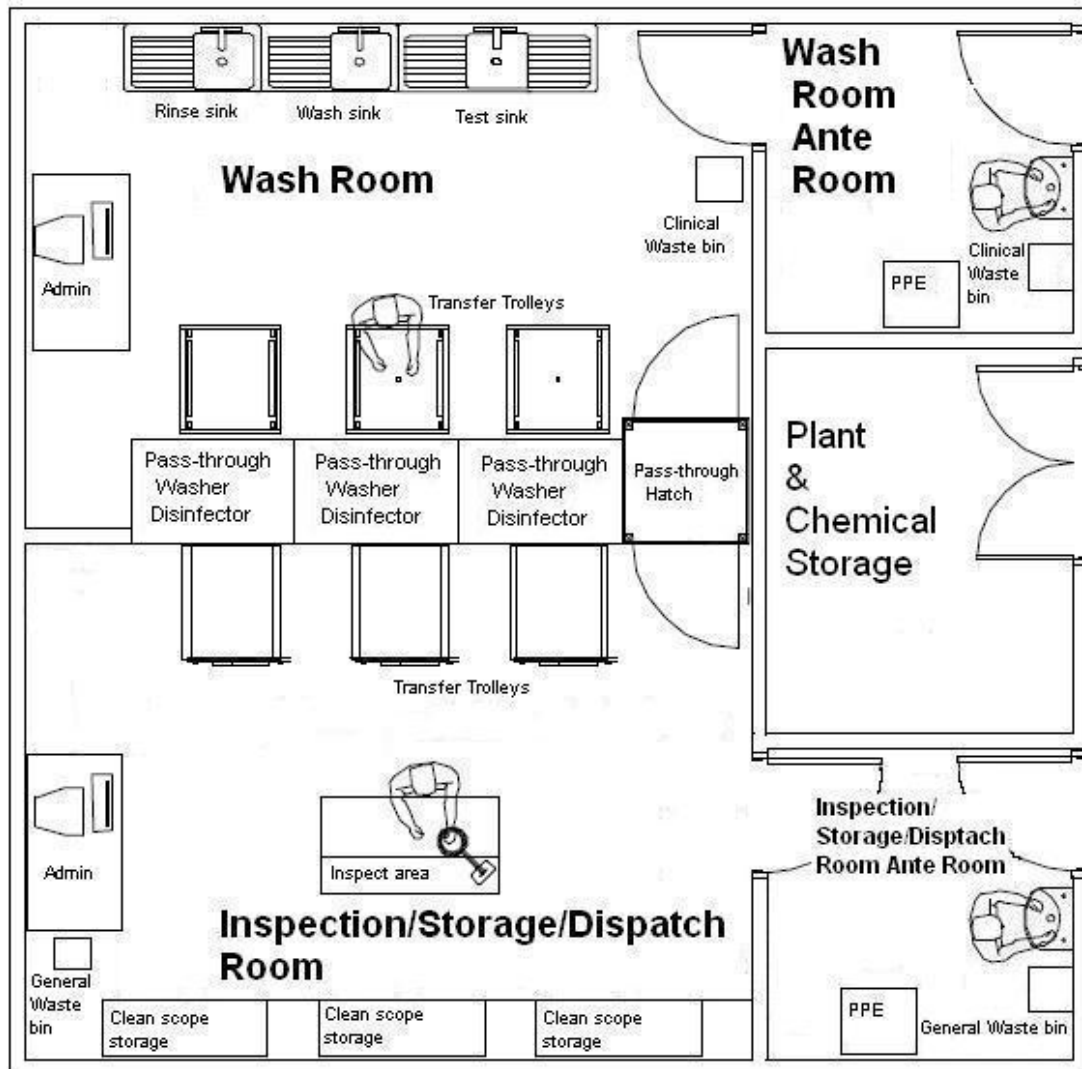 Rinse sink
Wash sink
Test sink
Wash
Room
Ante
Room
Wash Room
Clinical
Waste bin
Clinical
Waste
bin
PPE
Admin
Transfer Trolleys
Pass-through
Washer
Disinfector
Pass-through
Washer
Disinfector
Pass-through
Washer
Disinfector
Pass-through
Hatch
Plant
&
Chemical
Storage
Transfer Trolleys
Inspection/
Storage/Disptach
Room Ante Room
Admin
Inspect area
Inspection/Storage/Dispatch
Room
General
Waste
bin
Clean scope
storage
Clean scope
storage
Clean scope
storage
PPE
General Waste bin